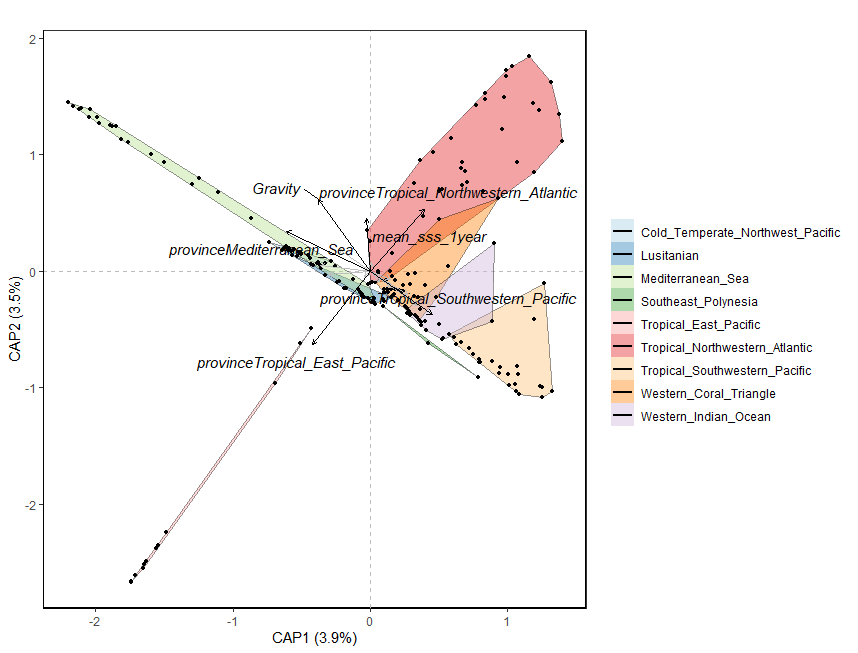 2
1
0
-1
-2
CAP2 (3.5%)
Gravity
provinceTropical_Northwestern_Atlantic
mean_sss_1year
provinceMediterranean_Sea
provinceTropical_Southwestern_Pacific
provinceTropical_East_Pacific
-2
-1
0
1
CAP1 (3.9%)
Cold_Temperate_Northwest_Pacific
Lusitanian
Mediterranean_Sea
Southeast_Polynesia
Tropical_East_Pacific
Tropical_Northwestern_Atlantic
Tropical_Southwestern_Pacific
Western_Coral_Triangle
Western_Indian_Ocean